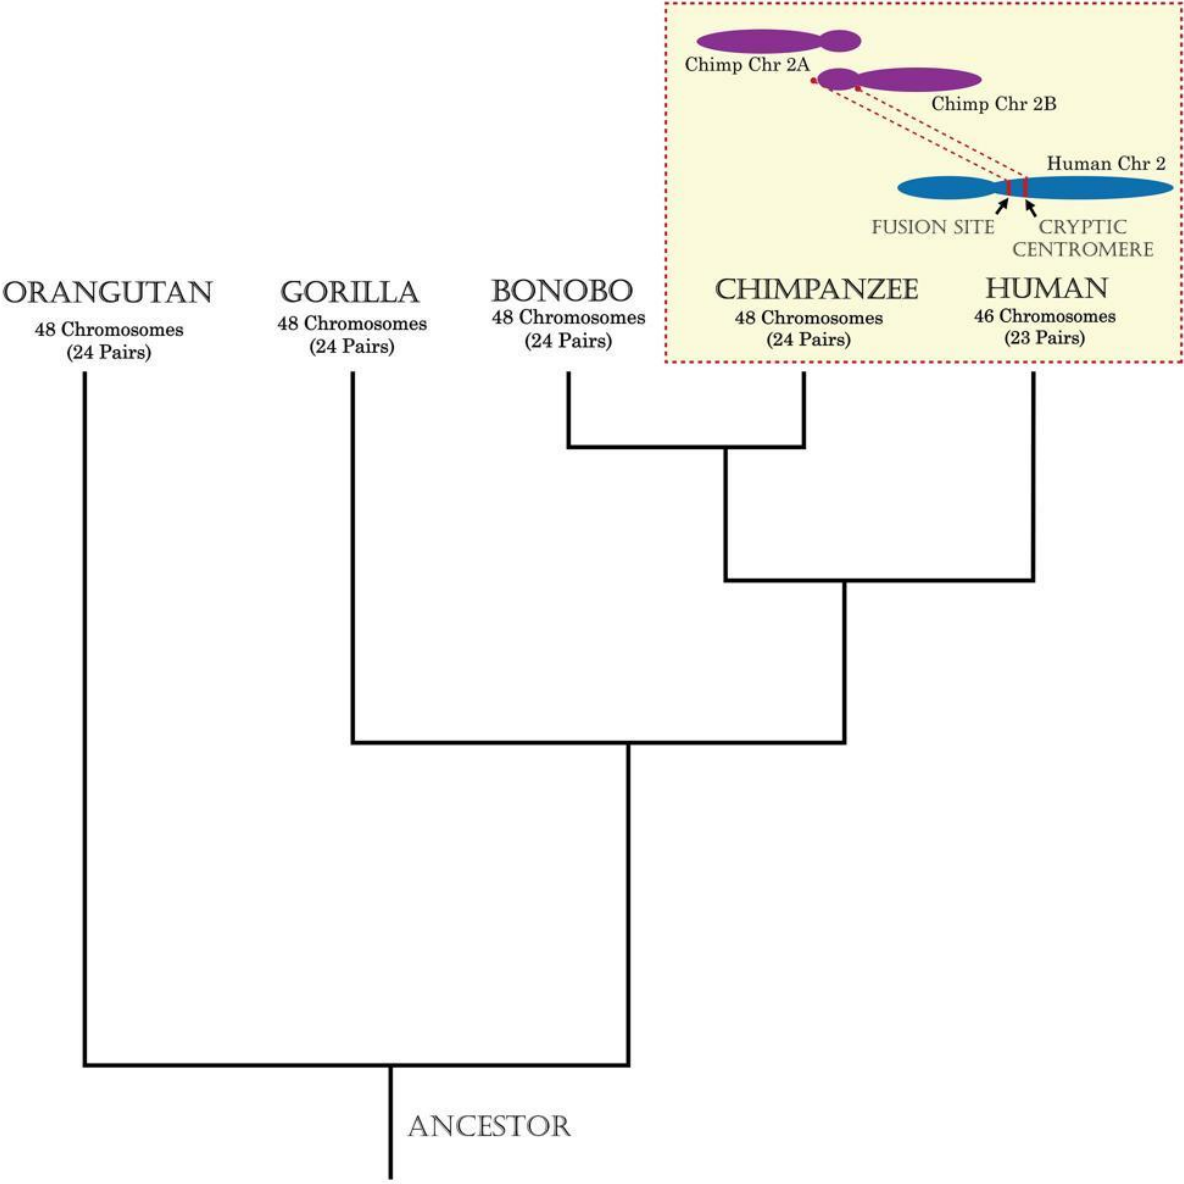 Chimp Chr 2A
Chimp Chr 2B
Human Chr 2
FUSION SITE
CRYPTIC
CENTROMERE
ORANGUTAN
48 Chromosomes
(24 Pairs)
GORILLA
48 Chromosomes
(24 Pairs)
BONOBO
48 Chromosomes
(24 Pairs)
CHIMPANZEE
48 Chromosomes
(24 Pairs)
HUMAN
46 Chromosomes
(23 Pairs)
ANCESTOR